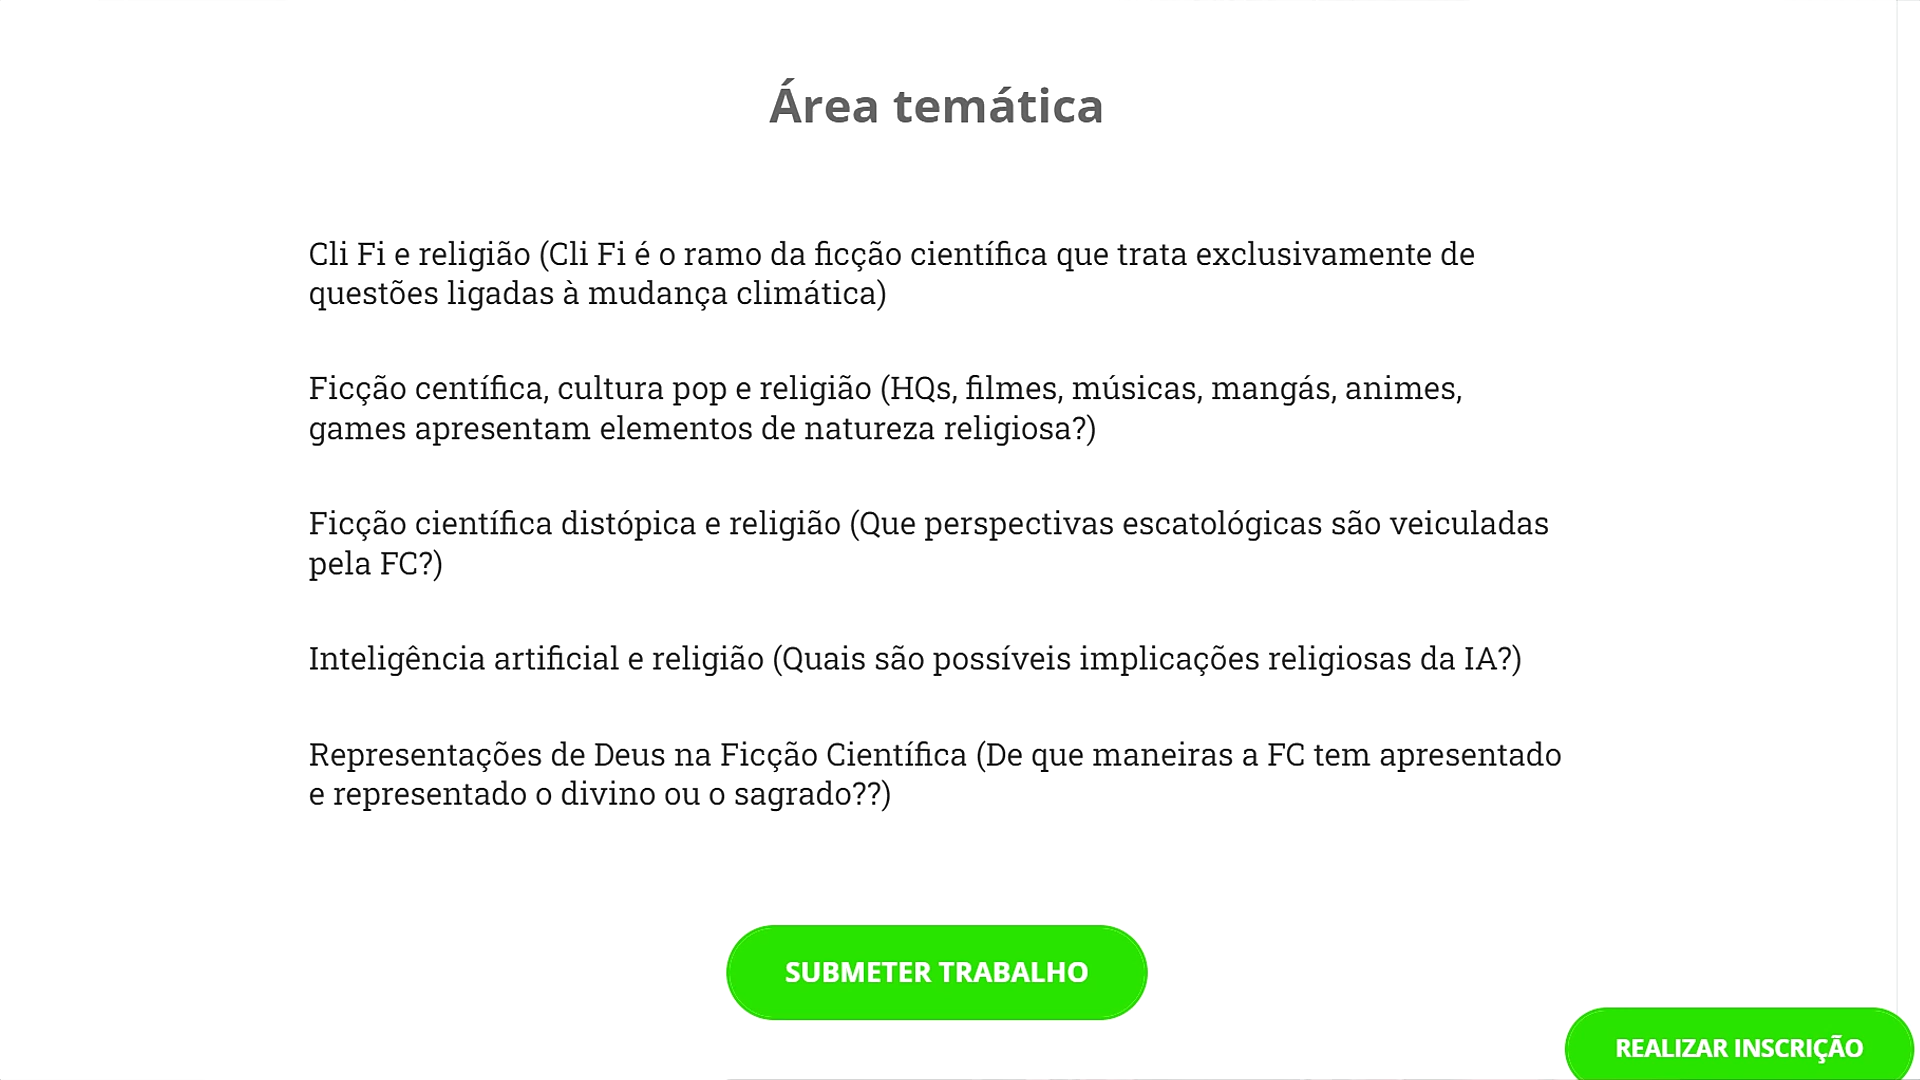 Área temática
Cli Fi e religião (Cli Fi é o ramo da ficção científica que trata exclusivamente de
questões ligadas à mudança climática)
Ficção centífica, cultura pop e religião (HQs, filmes, músicas, mangás, animes,
games apresentam elementos de natureza religiosa?)
Ficção científica distópica e religião (Que perspectivas escatológicas são veiculadas
pela FC?)
Inteligência artificial e religião (Quais são possíveis implicações religiosas da IA?)
Representações de Deus na Ficção Científica (De que maneiras a FC tem apresentado
e representado o divino ou o sagrado??)
SUBMETER TRABALHO
REALIZAR INSCRIÇÃO